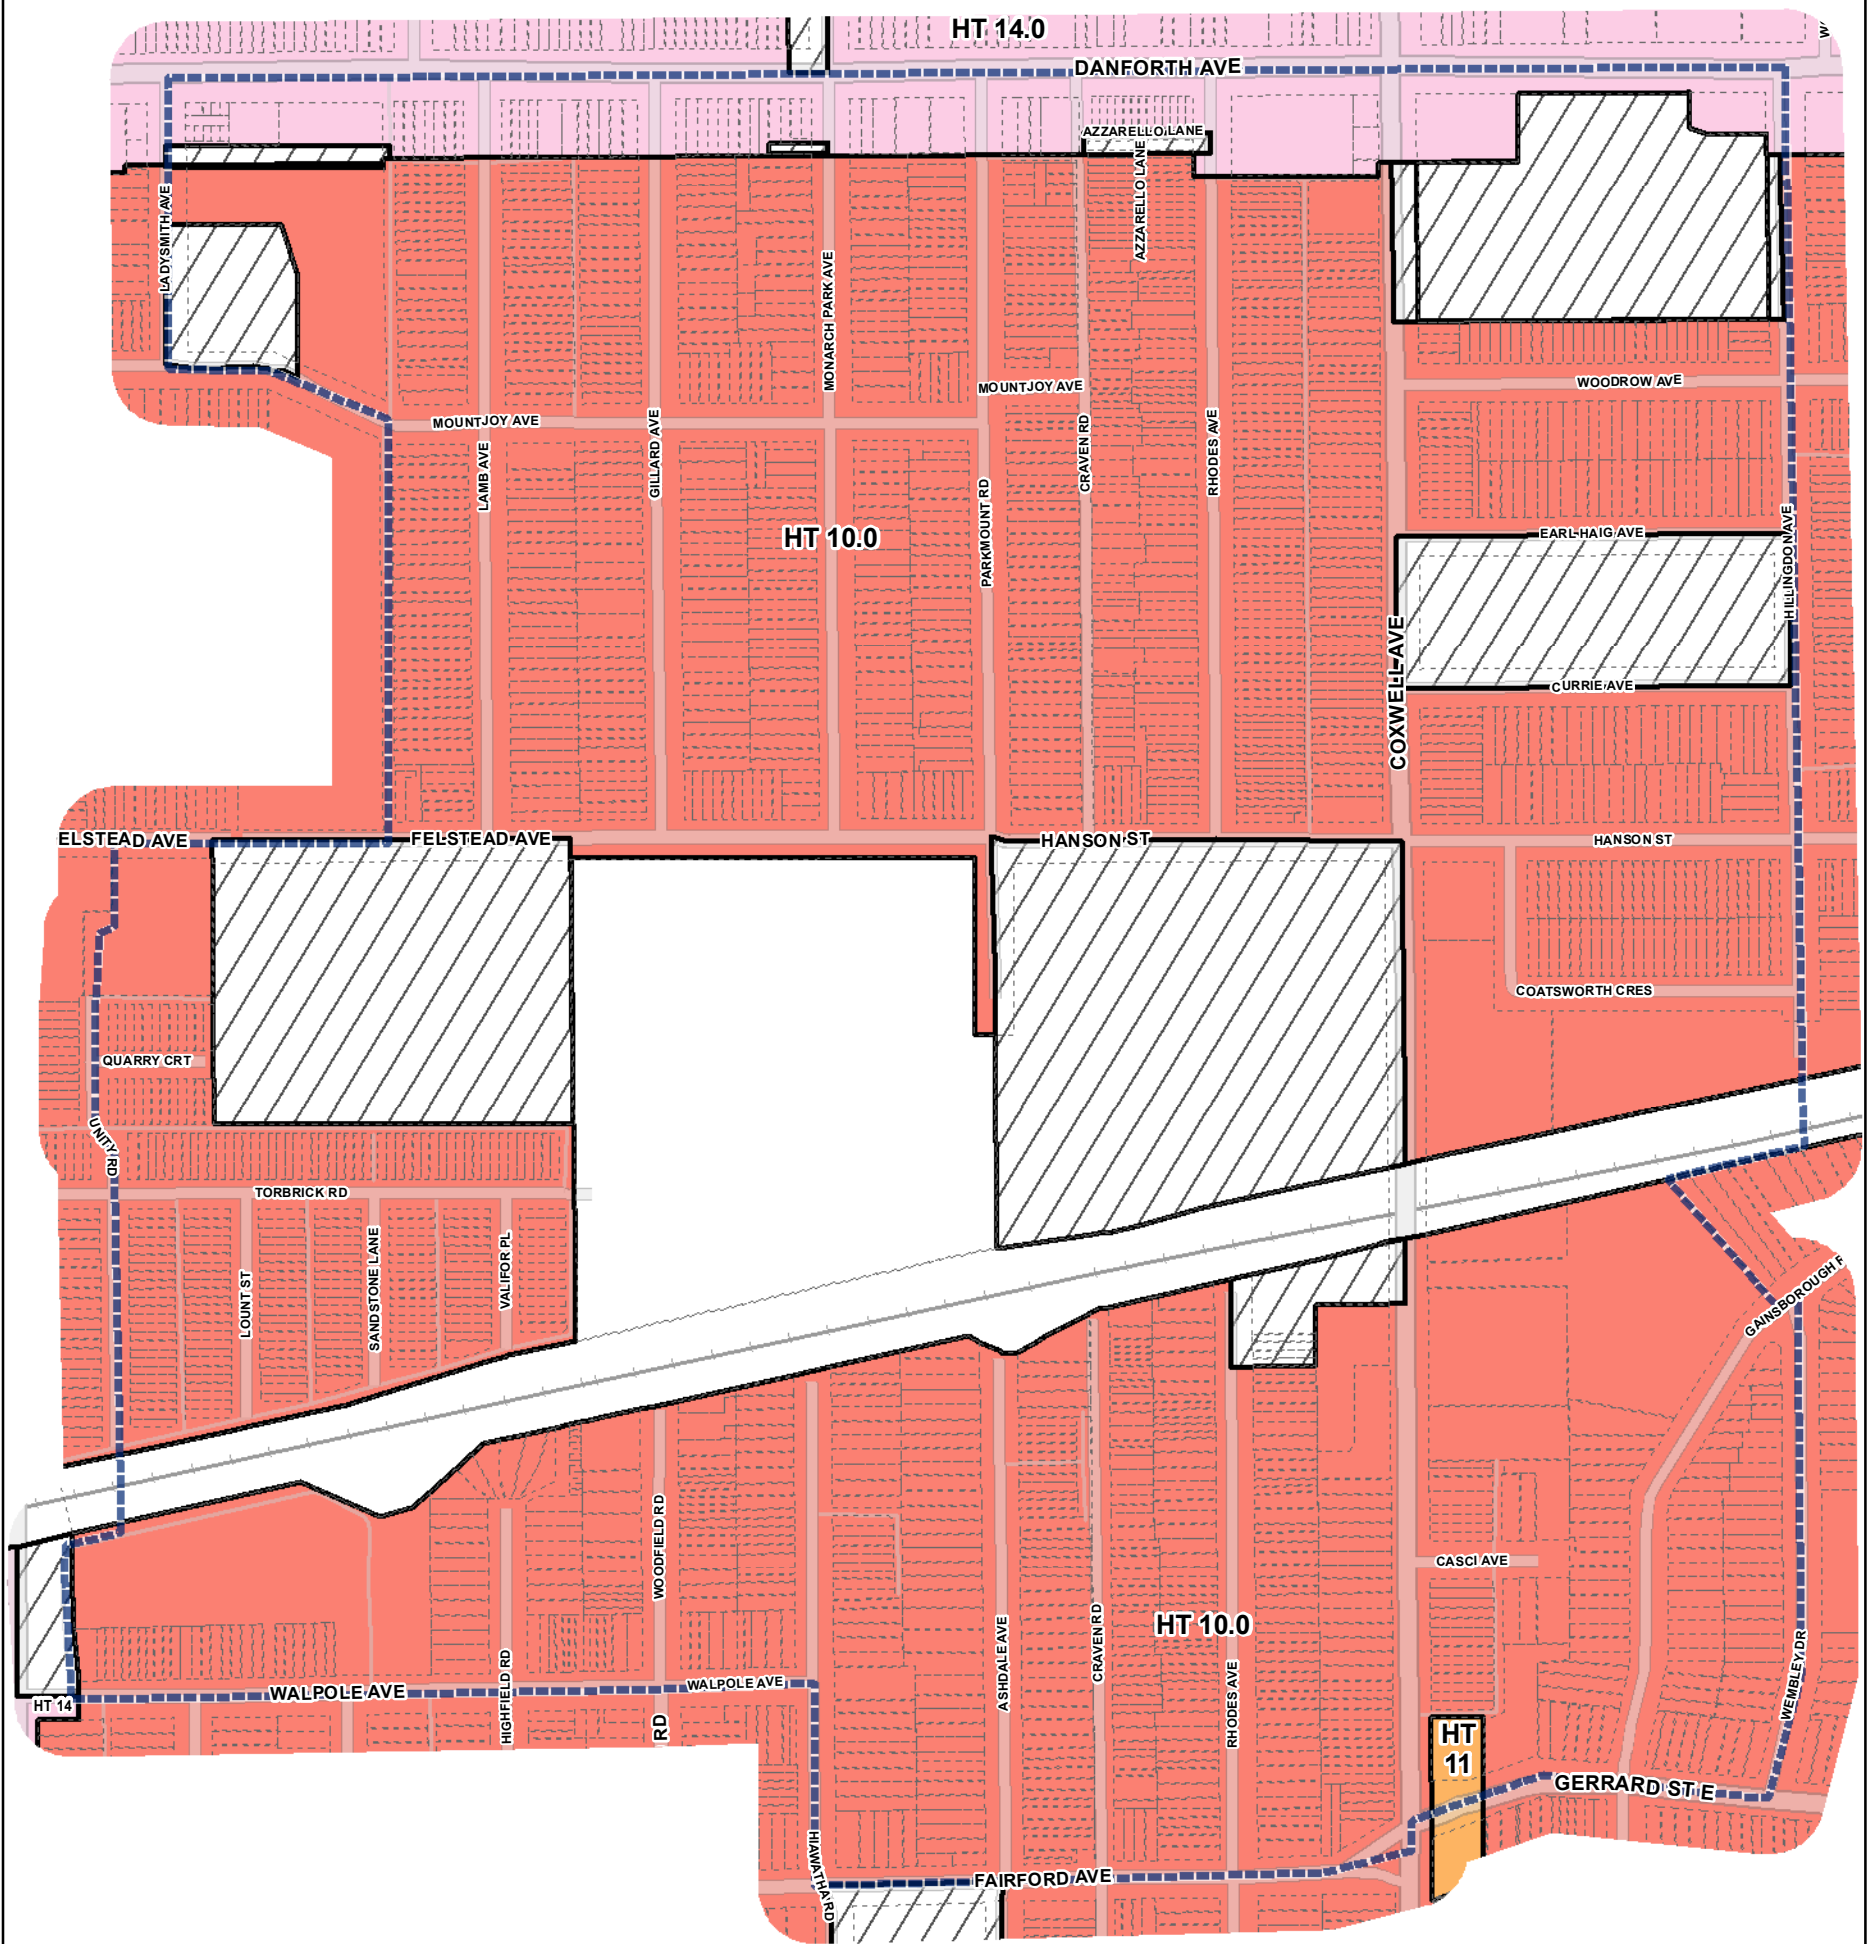 HT 14.0
W
DANFORTH AVE
AZZARELLO LANE
AZZARELLO LANE
LADYSMITH AVE
MONARCH PARK AVE
MOUNTJOY AVE
WOODROW AVE
MOUNTJOY AVE
LAMB AVE
GILLARD AVE
PARKMOUNT RD
CRAVEN RD
RHODES AVE
HT 10.0
EARL HAIG AVE
HILLINGDON AVE
COXWELL AVE
CURRIE AVE
ELSTEAD AVE
FELSTEAD AVE
HANSON ST
HANSON ST
COATSWORTH CRES
QUARRY CRT
UNITY RD
TORBRICK RD
LOUNT ST
SANDSTONE LANE
VALIFOR PL
GAINSBOROUGH R
WOODFIELD RD
CASCI AVE
HIGHFIELD RD
ASHDALE AVE
CRAVEN RD
HT 10.0
RHODES AVE
WEMBLEY DR
WALPOLE AVE
WALPOLE AVE
HT 14
RD
HT
11
GERRARD ST E
HIAWATHA RD
FAIRFORD AVE